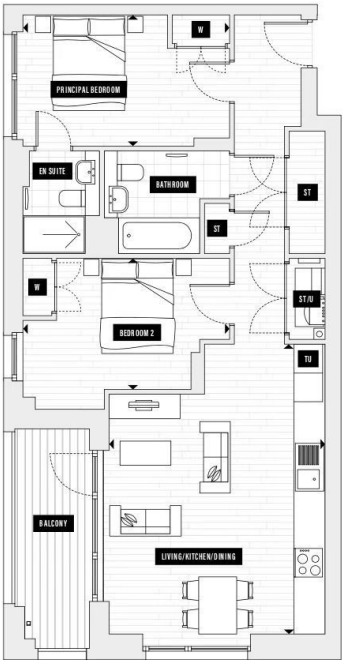 W
PRINCIPAL BEDROOM
EN SUITE
BATHROOM
ST
ST
W
ST/U
BEDROOM 2
TU
BALCONY
LIVING/KITCHEN/DINING